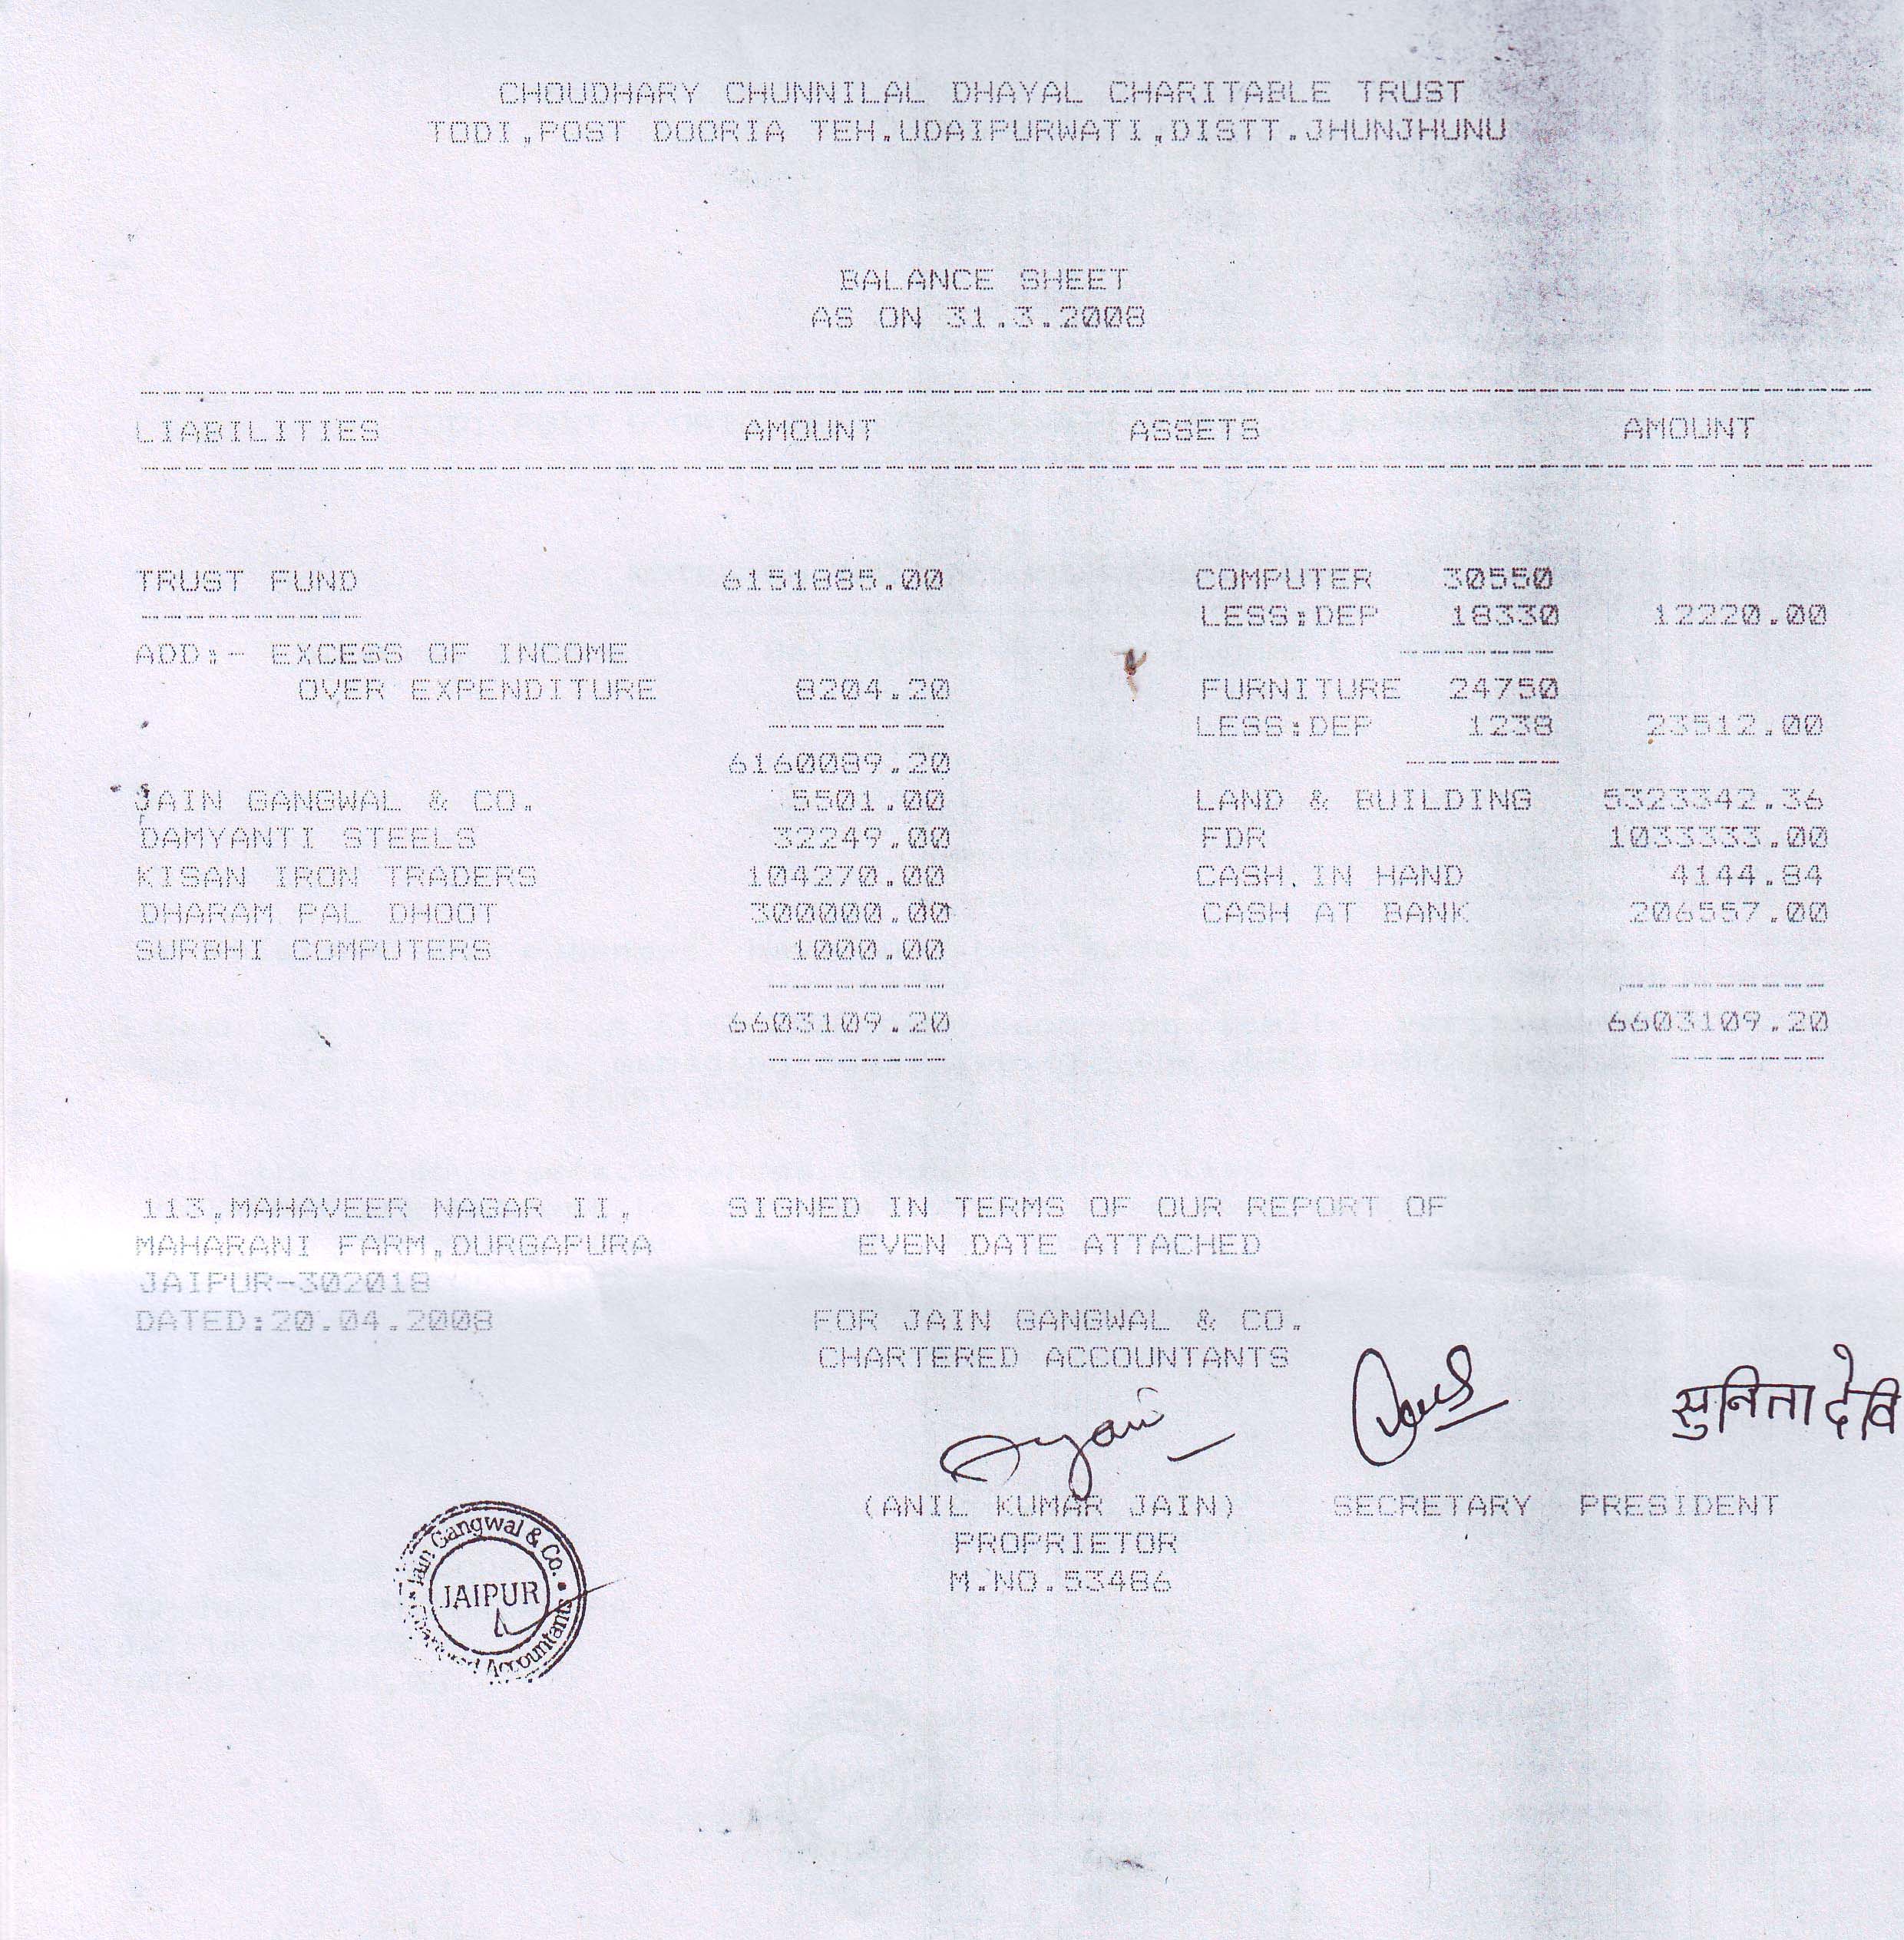 CHOUDHARY CHUNNILAL DHAYAL CHARITABLE TRUST
TODI,POST DOORIA TEH.UDAIPURWATI,DISTT.JHUNJHUNU
BALANCE SHEET
AS ON 31.3.2008
LIABILITIES AMOUNT ASSETS AMOUNT
TRUST FUND 6151885.00 COMPUTER 30550
LESS:DEP 18330 12220.00
ADD:- EXCESS OF INCOME
OVER EXPENDITURE 8204.20 FURNITURE 24750
LESS:DEP 1238 23512.00
6160089.20
JAIN GANGWAL & CO. 5501.00 LAND & BUILDING 5323342.36
DAMYANTI STEELS 32249.00 FDR 1033333.00
KISAN IRON TRADERS 104270.00 CASH.IN HAND 4144.84
DHARAM PAL DHOOT 300000.00 CASH AT BANK 206557.00
SURBHI COMPUTERS 1000.00
6603109.20 6603109.20
113,MAHAVEER NAGAR II, SIGNED IN TERMS OF OUR REPORT OF
MAHARANI FARM,DURGAPURA EVEN DATE ATTACHED
JAIPUR-302018
DATED:20.04.2008 FOR JAIN GANGWAL & CO.
CHARTERED ACCOUNTANTS
सुनिता देवि
(ANIL KUMAR JAIN) SECRETARY PRESIDENT
PROPRIETOR
M.NO.53486
Jain Gangwal & Co.
JAIPUR
Chartered Accountants